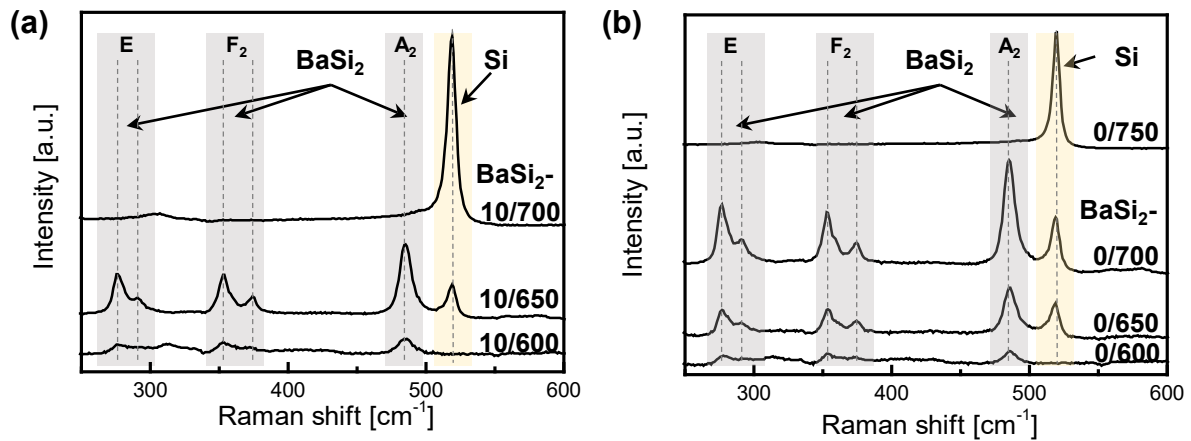 (a)
E
F₂
A₂
BaSi₂
Si
BaSi₂-
10/700
10/650
10/600
Intensity [a.u.]
300
400
500
600
Raman shift [cm⁻¹]
(b)
E
F₂
A₂
BaSi₂
Si
0/750
BaSi₂-
0/700
0/650
0/600
Intensity [a.u.]
300
400
500
600
Raman shift [cm⁻¹]